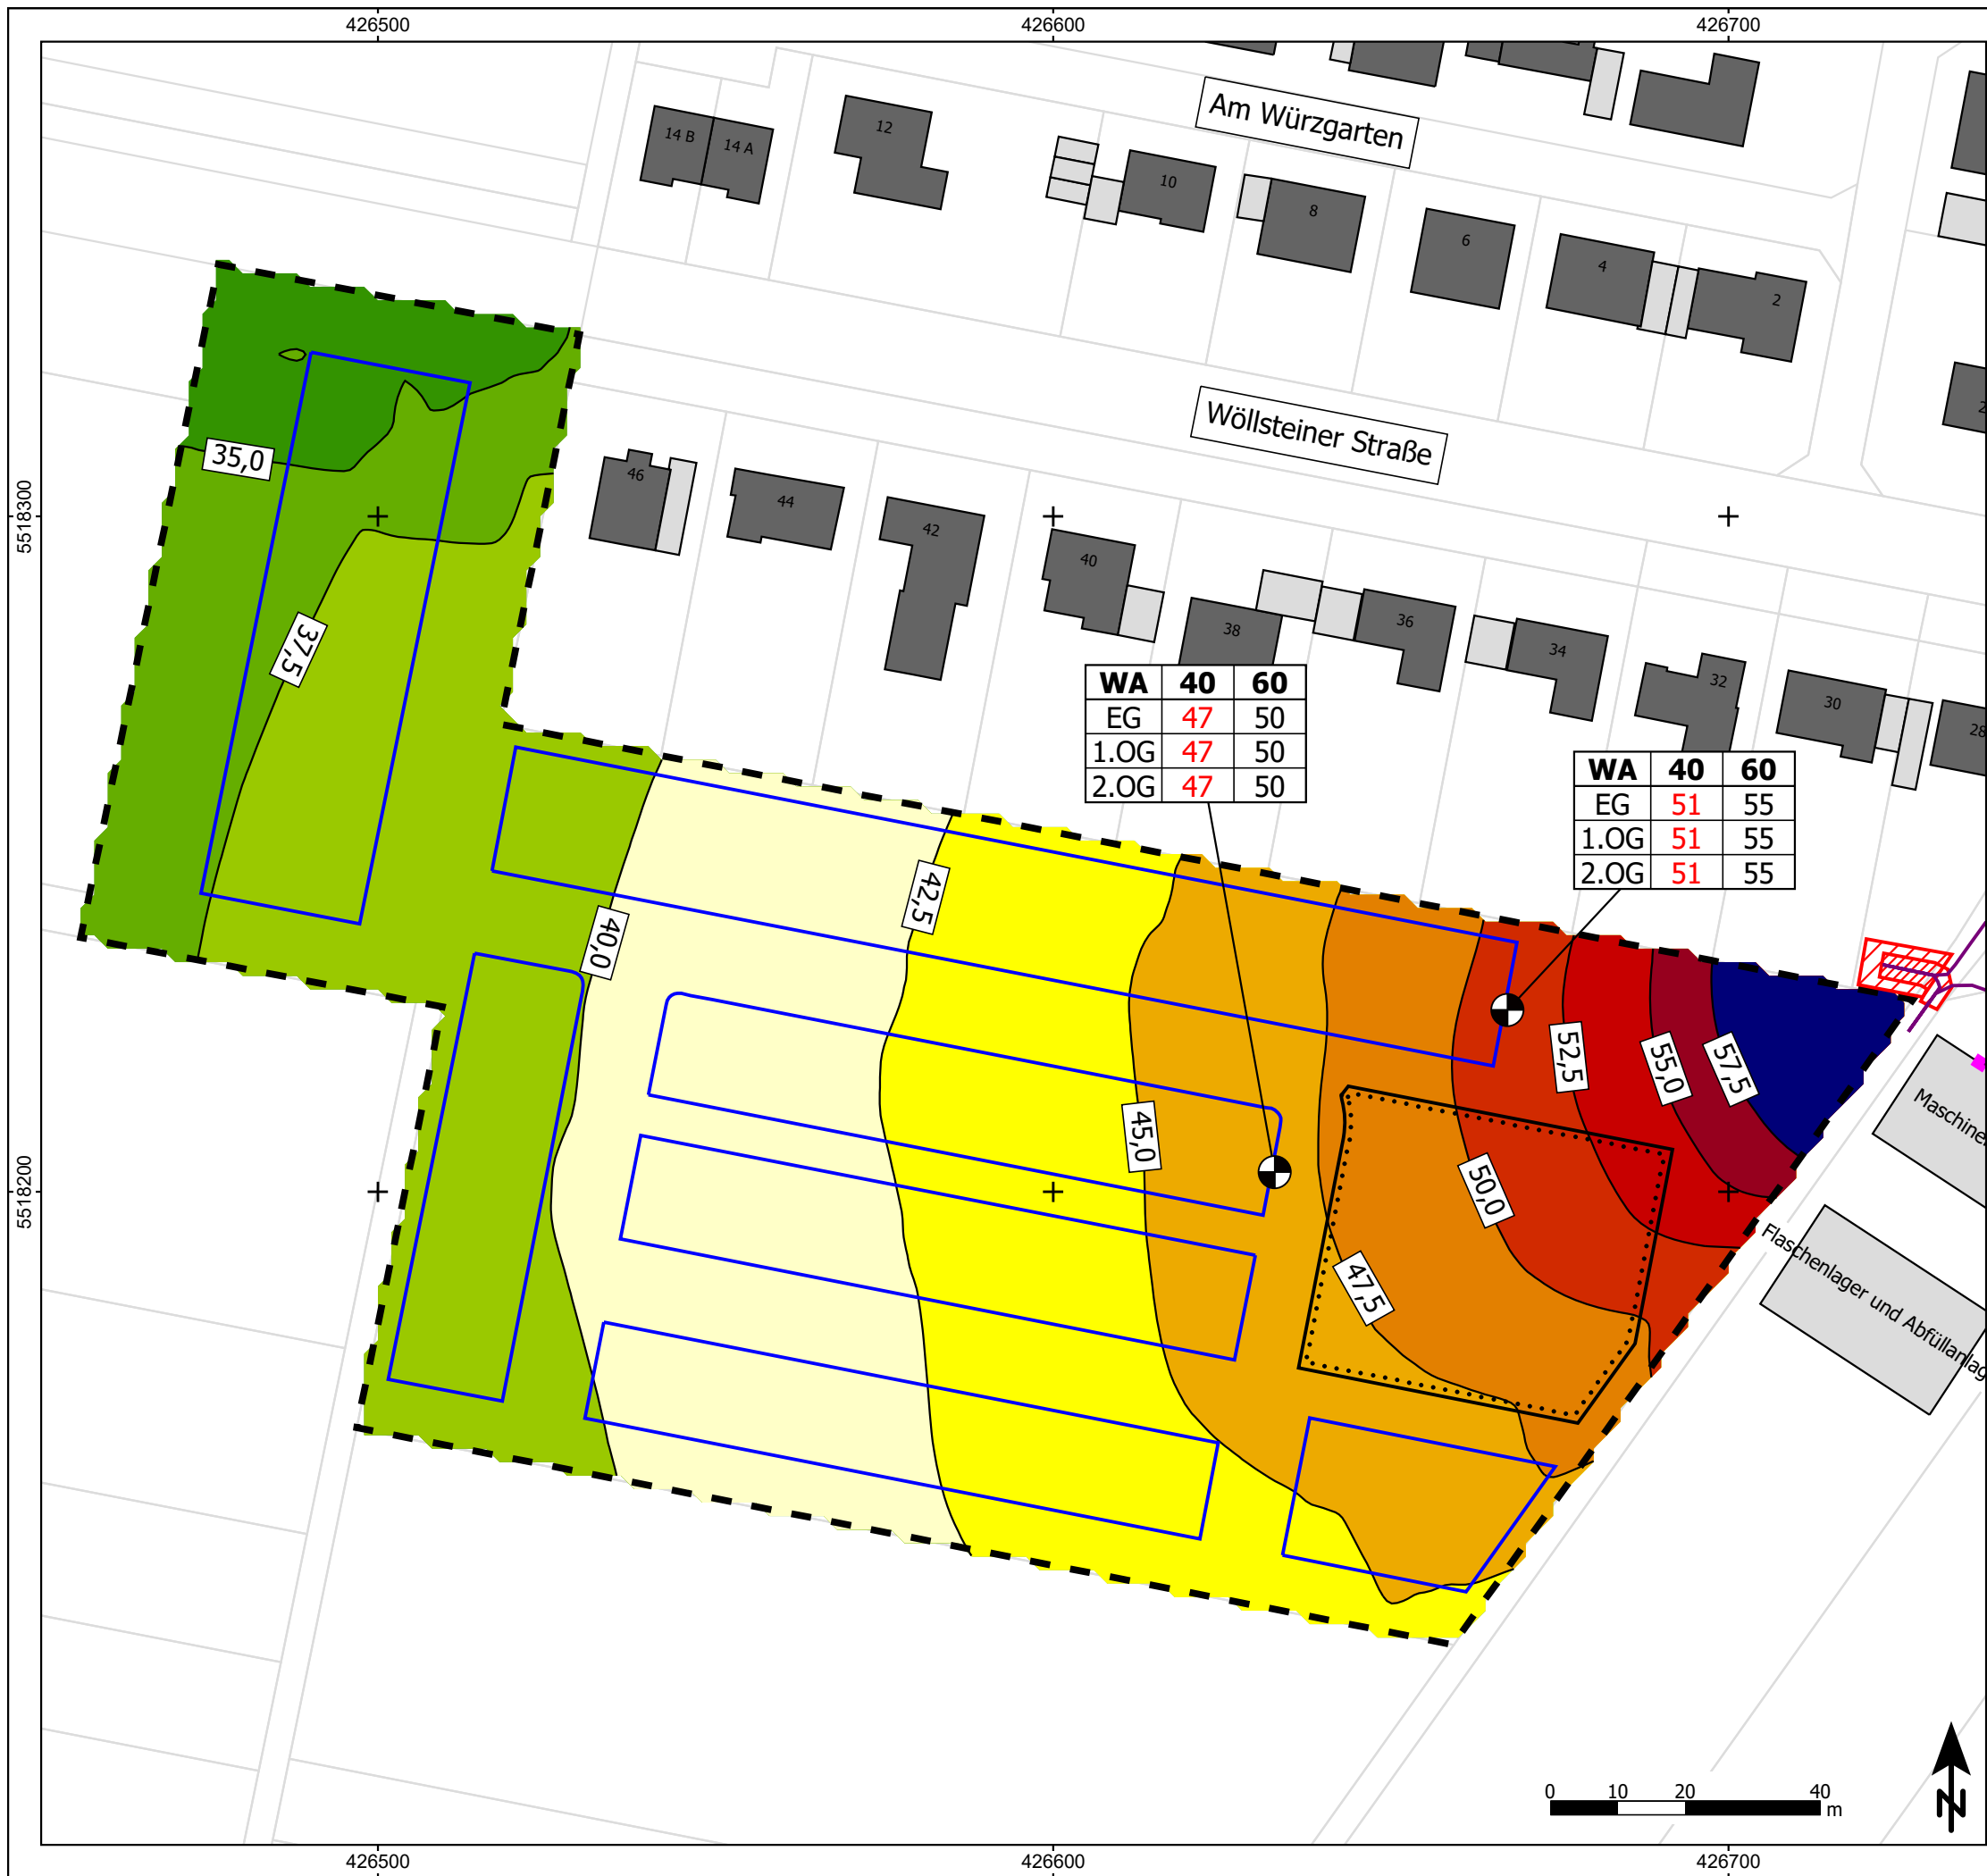 426500 426600 426700
Am Würzgarten
14 B 14 A 12 10 8 6 4 2
Wöllsteiner Straße
35,0
46 44 42 40 38 36 34 32 30 28
5518300
37,5
WA 40 60
EG 47 50
1.OG 47 50
2.OG 47 50
WA 40 60
EG 51 55
1.OG 51 55
2.OG 51 55
40,0
42,5
45,0
47,5
50,0
52,5
55,0
57,5
5518200
Flaschenlager und
0 10 20 40
m
N
426500 426600 426700